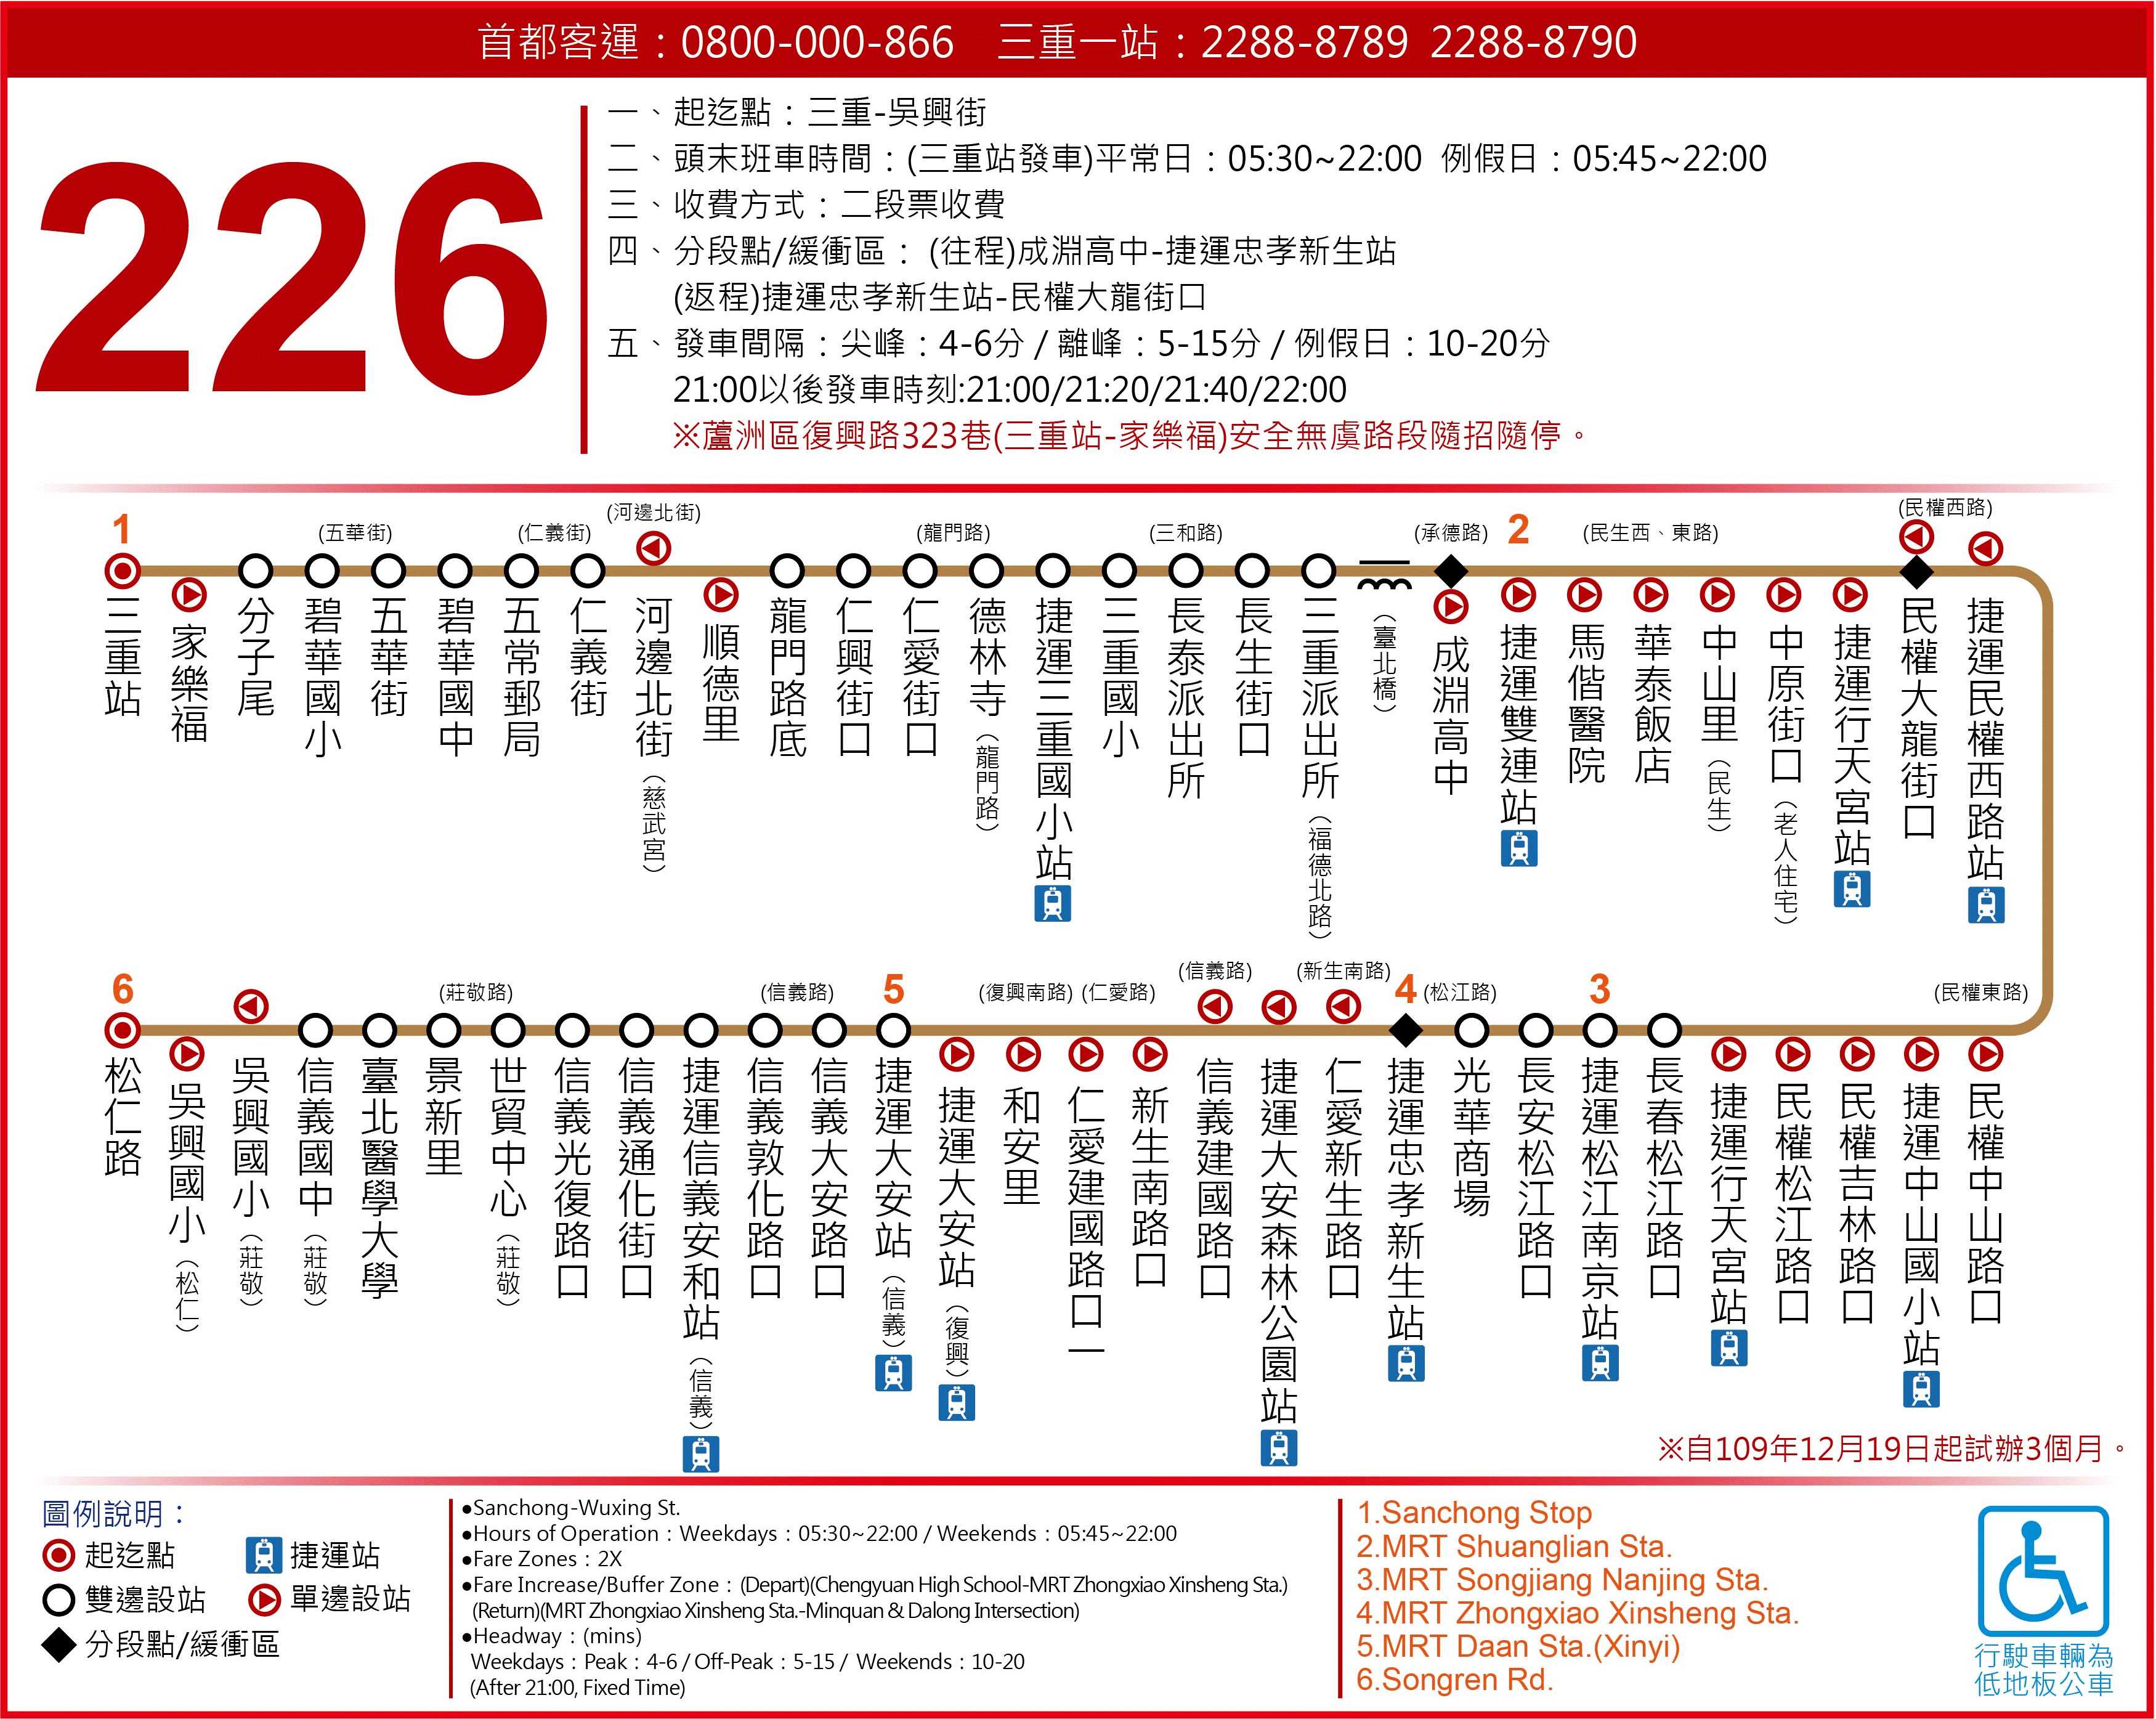 首都客運：0800-000-866 三重一站：2288-8789 2288-8790
226
一、起迄點：三重-吳興街
二、頭末班車時間：(三重站發車)平常日：05:30~22:00 例假日：05:45~22:00
三、收費方式：二段票收費
四、分段點/緩衝區： (往程)成淵高中-捷運忠孝新生站
(返程)捷運忠孝新生站-民權大龍街口
五、發車間隔：尖峰：4-6分 / 離峰：5-15分 / 例假日：10-20分
21:00以後發車時刻:21:00/21:20/21:40/22:00
※蘆洲區復興路323巷(三重站-家樂福)安全無虞路段隨招隨停。
1
(五華街)
(仁義街)
(河邊北街)
(龍門路)
(三和路)
(承德路)
2
(民生西、東路)
(民權西路)
三重站
家樂福
分子尾
碧華國小
五華街
碧華國中
五常郵局
仁義街
河邊北街（慈武宮）
順德里
龍門路底
仁興街口
仁愛街口
德林寺（龍門路）
捷運三重國小站
三重國小
長泰派出所
長生街口
三重派出所（福德北路）
（臺北橋）
成淵高中
捷運雙連站
馬偕醫院
華泰飯店
中山里（民生）
中原街口（老人住宅）
捷運行天宮站
民權大龍街口
捷運民權西路站
6
(莊敬路)
(信義路)
5
(復興南路)
(仁愛路)
(信義路)
(新生南路)
4
(松江路)
3
(民權東路)
松仁路
吳興國小（松仁）
吳興國小（莊敬）
信義國中（莊敬）
臺北醫學大學
景新里
世貿中心（莊敬）
信義光復路口
信義通化街口
捷運信義安和站（信義）
信義敦化路口
信義大安路口
捷運大安站（信義）
捷運大安站（復興）
和安里
仁愛建國路口一
新生南路口
信義建國路口
捷運大安森林公園站
仁愛新生路口
捷運忠孝新生站
光華商場
長安松江路口
捷運松江南京站
長春松江路口
捷運行天宮站
民權松江路口
民權吉林路口
捷運中山國小站
民權中山路口
※自109年12月19日起試辦3個月。
圖例說明：
起迄點
捷運站
雙邊設站
單邊設站
分段點/緩衝區
●Sanchong-Wuxing St.
●Hours of Operation：Weekdays：05:30~22:00 / Weekends：05:45~22:00
●Fare Zones：2X
●Fare Increase/Buffer Zone：(Depart)(Chengyuan High School-MRT Zhongxiao Xinsheng Sta.)
(Return)(MRT Zhongxiao Xinsheng Sta.-Minquan & Dalong Intersection)
●Headway：(mins)
Weekdays：Peak：4-6 / Off-Peak：5-15 / Weekends：10-20
(After 21:00, Fixed Time)
1.Sanchong Stop
2.MRT Shuanglian Sta.
3.MRT Songjiang Nanjing Sta.
4.MRT Zhongxiao Xinsheng Sta.
5.MRT Daan Sta.(Xinyi)
6.Songren Rd.
行駛車輛為
低地板公車